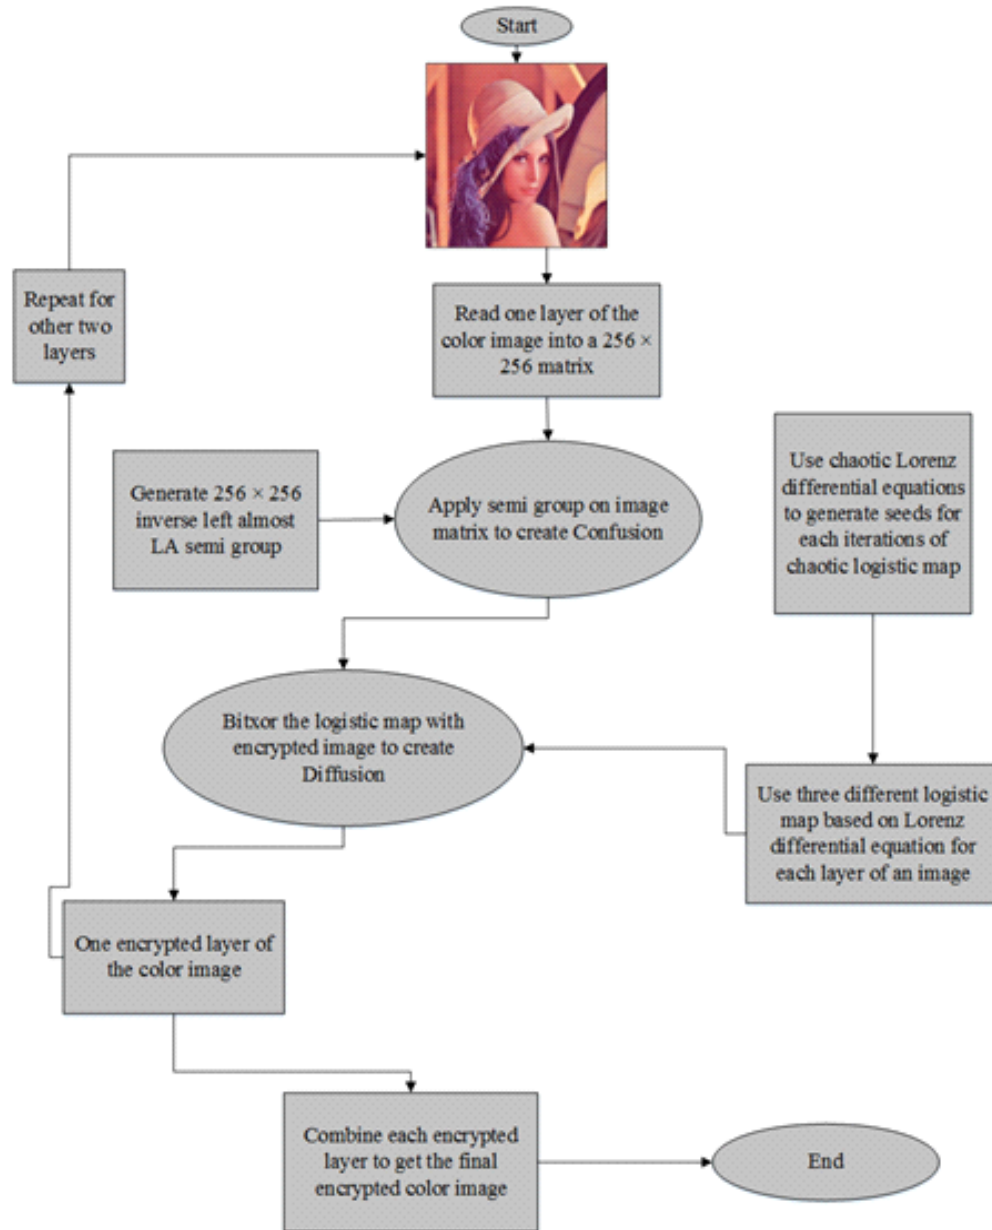 Start
Read one layer of the
color image into a 256 ×
256 matrix
Repeat for
other two
layers
Generate 256 × 256
inverse left almost
LA semi group
Apply semi group on image
matrix to create Confusion
Use chaotic Lorenz
differential equations
to generate seeds for
each iterations of
chaotic logistic map
Bitxor the logistic map with
encrypted image to create
Diffusion
Use three different logistic
map based on Lorenz
differential equation for
each layer of an image
One encrypted layer of
the color image
Combine each encrypted
layer to get the final
encrypted color image
End